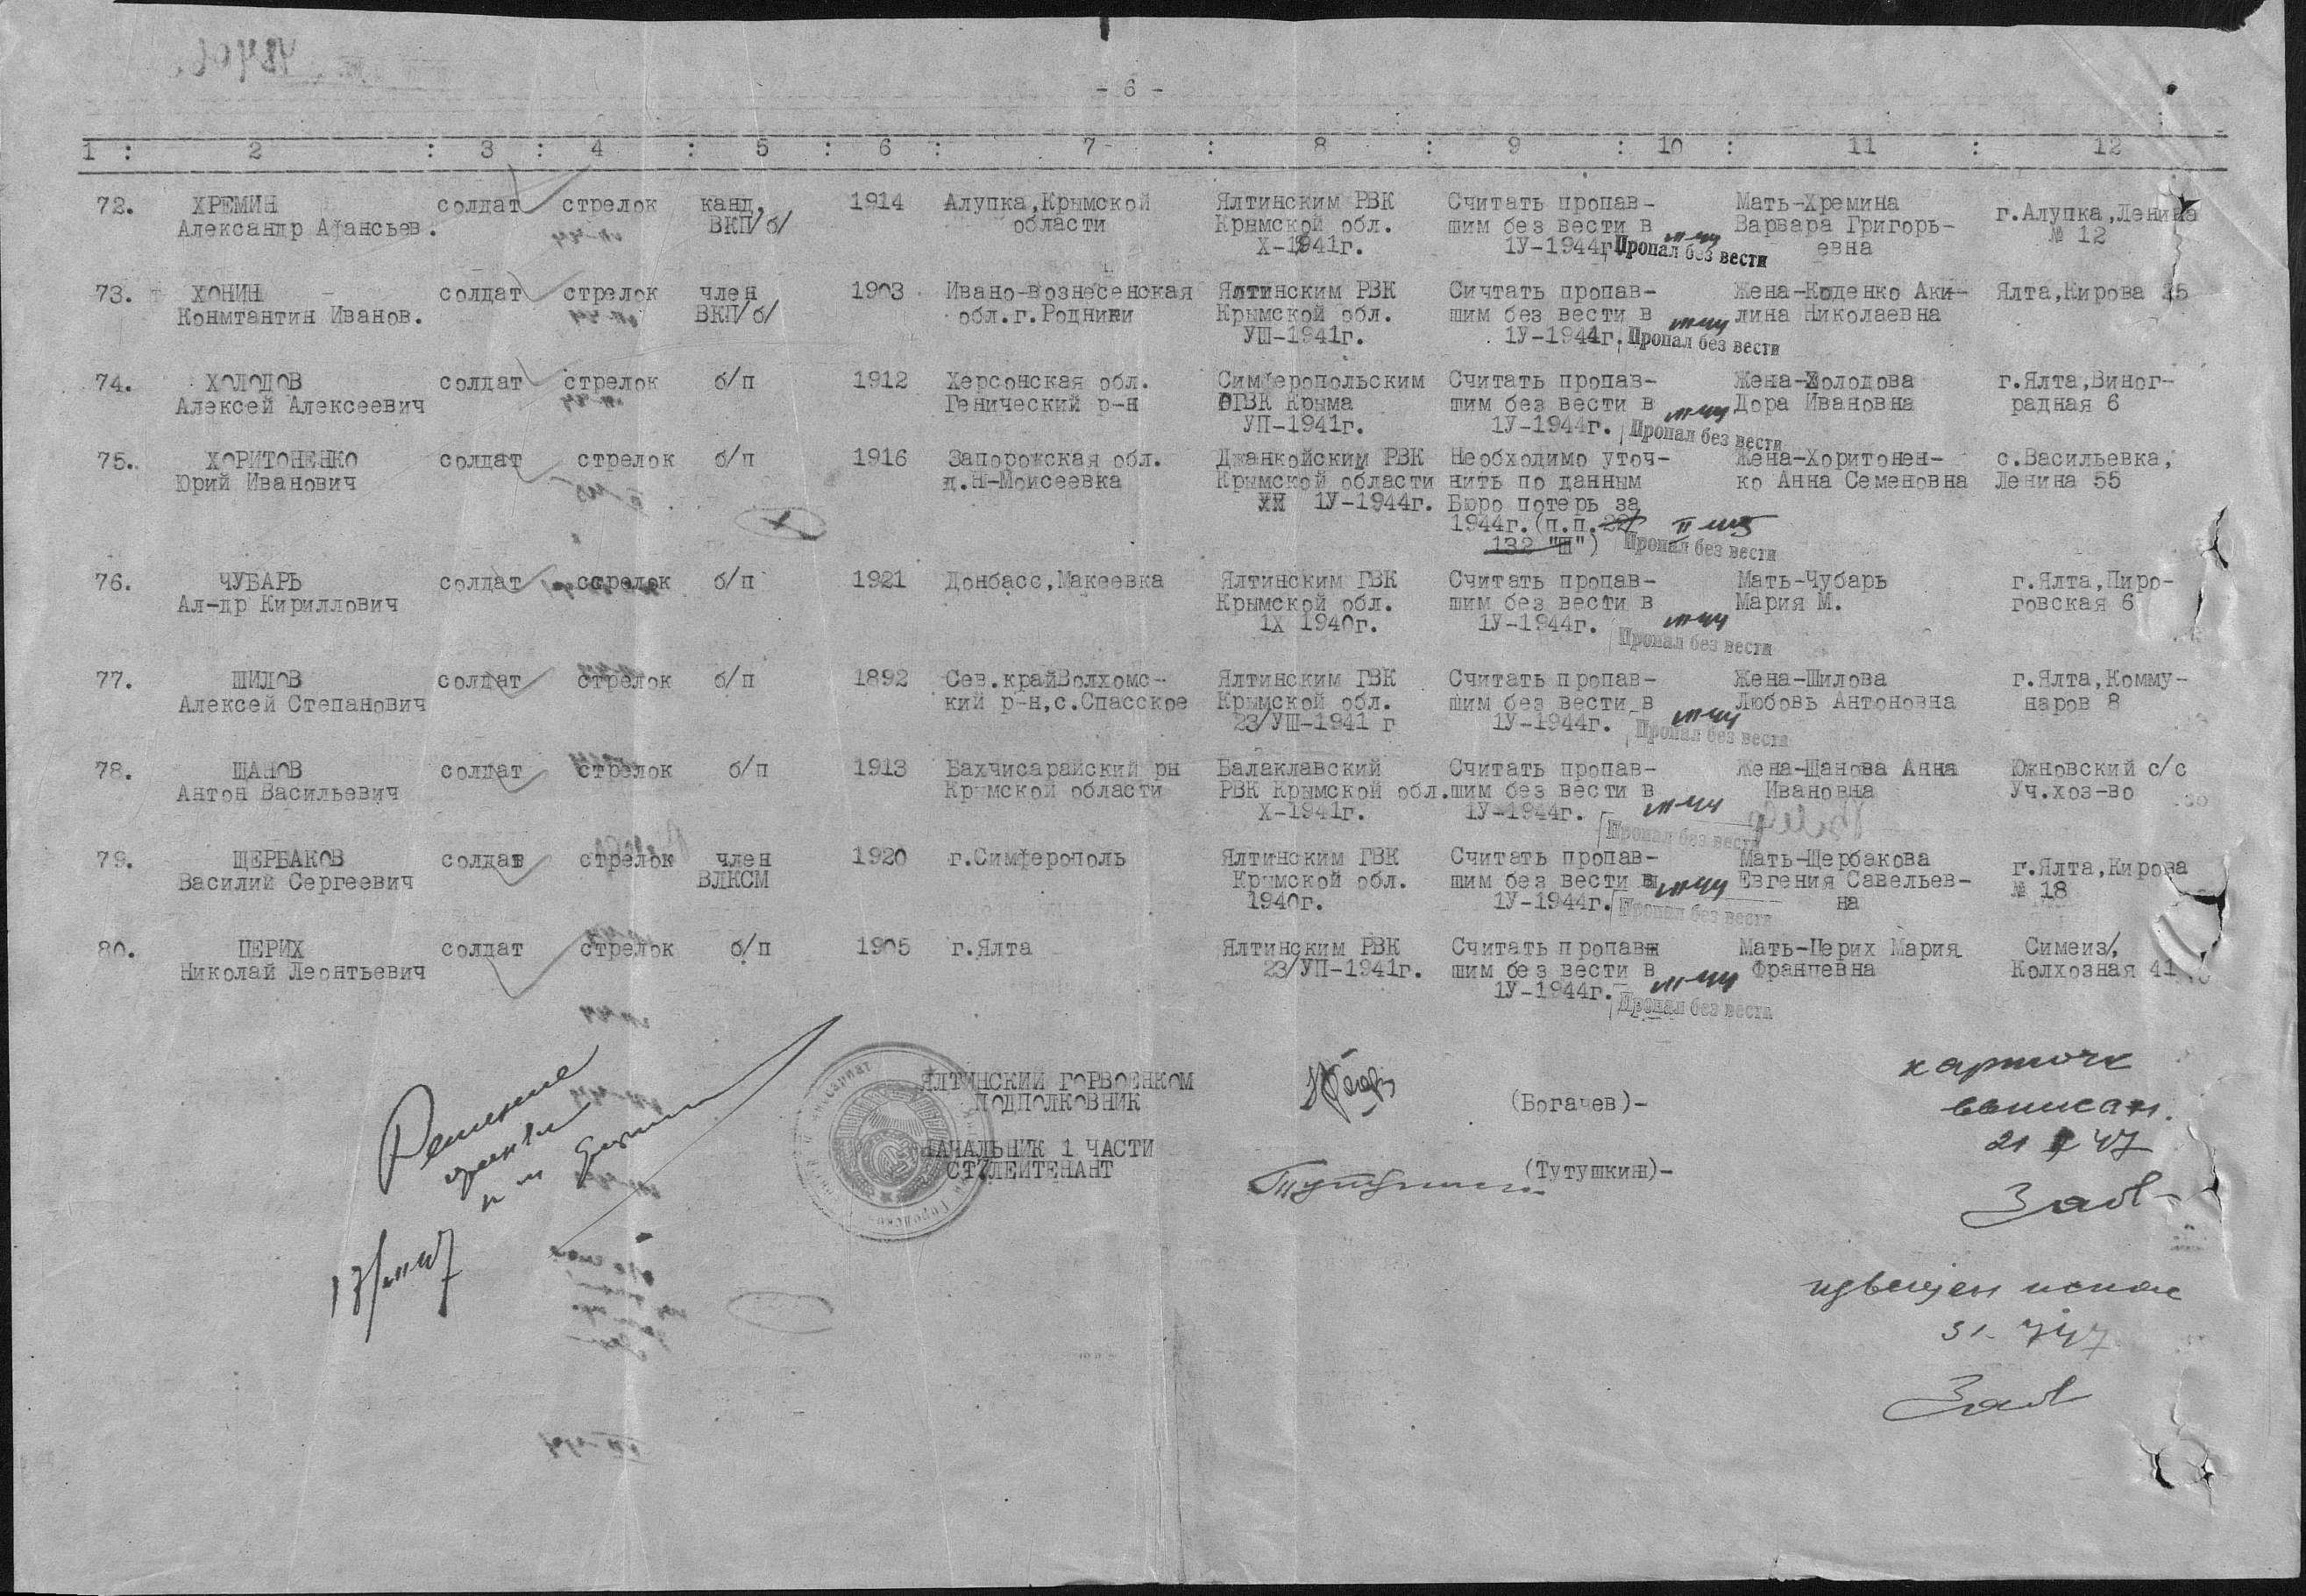 - 6 -
1 : 2 : 3 : 4 : 5 : 6 : 7 : 8 : 9 : 10 : 11 : 12
72. ХРЕМИН солдат стрелок канд. 1914 Алупка,Крымской Ялтинским РВК Считать пропав- Мать-Хремина г.Алупка,Ленина
Александр Афансьев. ВКП/б/ области Крымской обл. шим без вести в Варвара Григорь- № 12
Х-1941г. 1У-1944г. Пропал без вести евна
73. ХОНИН солдат стрелок член 1903 Ивано-вознесенская Ялтинским РВК Сичтать пропав- Жена-Коденко Аки- Ялта,Кирова 25
Конмтантин Иванов. ВКП/б/ обл.г.Родники Крымской обл. шим без вести в лина Николаевна
УШ-1941г. 1У-1944г. Пропал без вести
74. ХОЛОДОВ солдат стрелок б/п 1912 Херсонская обл. Симферопольским Считать пропав- Жена-Холодова г.Ялта,Виног-
Алексей Алексеевич Генический р-н ГВК Крыма шим без вести в Дора Ивановна радная 6
УП-1941г. 1У-1944г. Пропал без вести
75. ХОРИТОНЕНКО солдат стрелок б/п 1916 Запорожская обл. Джанкойским РВК Необходимо уточ- Жена-Хоритонен- с.Васильевка,
Юрий Иванович д.Н-Моисеевка Крымской области нить по данным ко Анна Семеновна Ленина 55
1У-1944г. Бюро потерь за
1944г.(п.п. 22/
132 "Ш") Пропал без вести
76. ЧУБАРЬ солдат стрелок б/п 1921 Донбасс,Макеевка Ялтинским ГВК Считать пропав- Мать-Чубарь г.Ялта,Пиро-
Ал-др Кириллович Крымской обл. шим без вести в Мария М. говская 6
1Х 1940г. 1У-1944г. Пропал без вести
77. ШИЛОВ солдат стрелок б/п 1892 Сев.крайВолхомс- Ялтинским ГВК Считать пропав- Жена-Шилова г.Ялта,Комму-
Алексей Степанович кий р-н,с.Спасское Крымской обл. шим без вести в Любовь Антоновна наров 8
23/УШ-1941 г 1У-1944г. Пропал без вести
78. ЩАНОВ солдат стрелок б/п 1913 Бахчисарайский рн Балаклавский Считать пропав- Жена-Щанова Анна Южновский с/с
Антон Васильевич Крымской области РВК Крымской обл.шим без вести в Ивановна Уч.хоз-во
Х-1941г. 1У-1944г. Пропал без вести
79. ЩЕРБАКОВ солдат стрелок член 1920 г.Симферополь Ялтинским ГВК Считать пропав- Мать-Щербакова г.Ялта,Кирова
Василий Сергеевич ВЛКСМ Крымской обл. шим без вести в Евгения Савельев- № 18
1940г. 1У-1944г. Пропал без вести на
80. ЦЕРИХ солдат стрелок б/п 1905 г.Ялта Ялтинским РВК Считать пропав- Мать-Церих Мария Симеиз,
Николай Леонтьевич 23/УП-1941г. шим без вести в Францевна Колхозная 41
1У-1944г. Пропал без вести
ЯЛТИНСКИЙ ГОРВОЕНКОМ
ПОДПОЛКОВНИК (Богачев)-
НАЧАЛЬНИК 1 ЧАСТИ
СТ/ЛЕЙТЕНАНТ (Тутушкин)-
Решение
карточк
выписан.
извещен